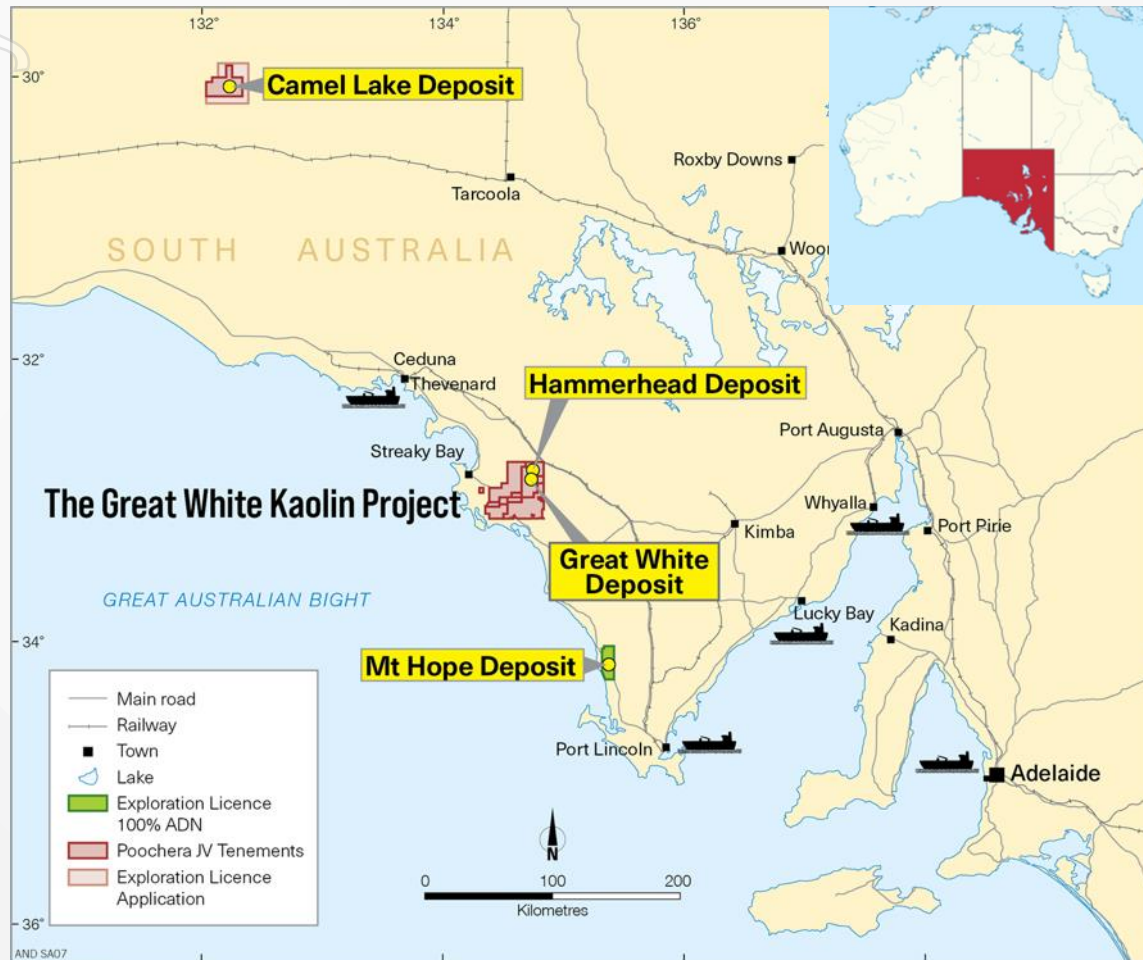 132°
134°
136°
30°
Camel Lake Deposit
Roxby Downs
Tarcoola
SOUTH AUSTRALIA
Woo
32°
Ceduna
Thevenard
Hammerhead Deposit
Port Augusta
Streaky Bay
The Great White Kaolin Project
Whyalla
Port Pirie
Kimba
Great White
Deposit
GREAT AUSTRALIAN BIGHT
Lucky Bay
Kadina
34°
Mt Hope Deposit
Main road
Railway
Town
Lake
Exploration Licence
100% ADN
Poochera JV Tenements
Exploration Licence
Application
Port Lincoln
Adelaide
N
0 100 200
Kilometres
36°
AND SA07